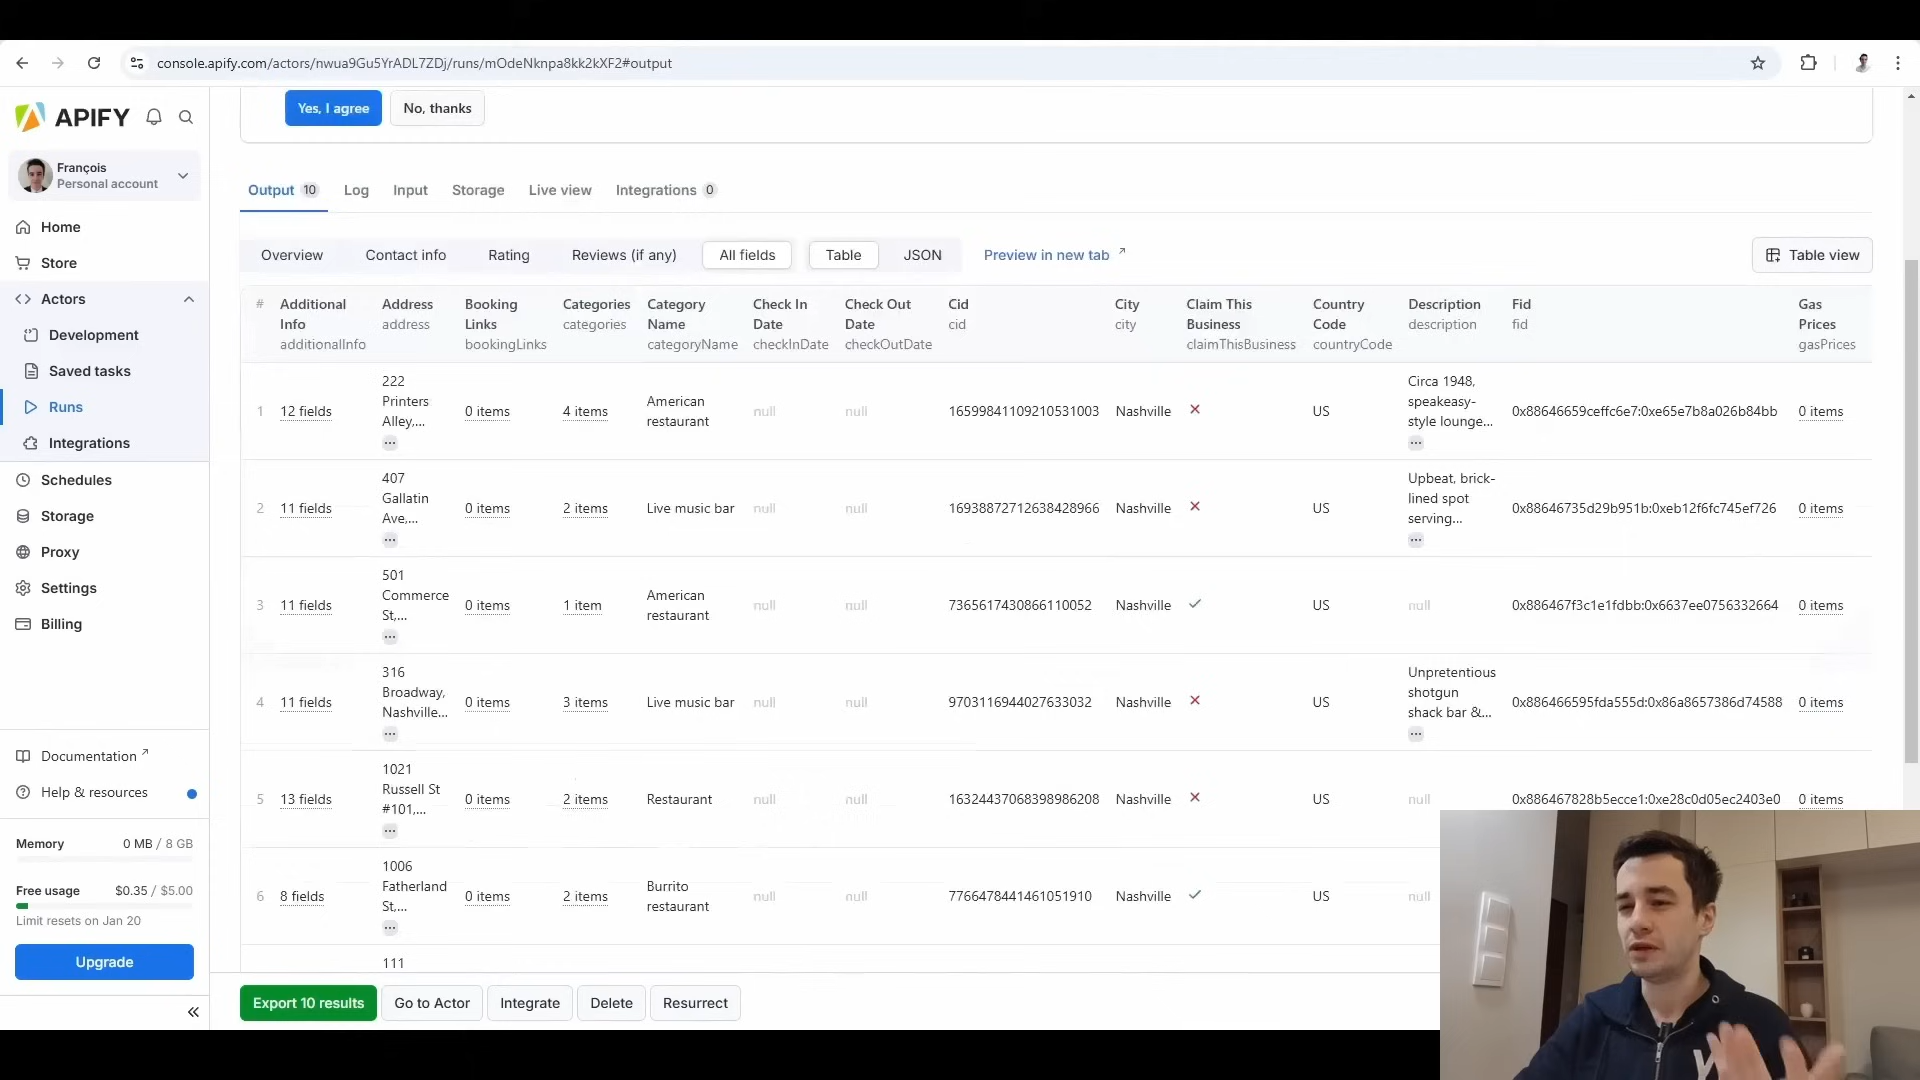 console.apify.com/actors/nwua9Gu5YrADL7ZDj/runs/mOdeNknpa8kk2kXF2#output
APIFY
François
Personal account
Home
Store
Actors
Development
Saved tasks
Runs
Integrations
Schedules
Storage
Proxy
Settings
Billing
Documentation
Help & resources
Memory 0 MB / 8 GB
Free usage $0.35 / $5.00
Limit resets on Jan 20
Upgrade
Yes, I agree No, thanks
Output 10 Log Input Storage Live view Integrations 0
Overview Contact info Rating Reviews (if any) All fields Table JSON Preview in new tab Table view
# Additional Address Booking Categories Category Check In Check Out Cid City Claim This Country Description Fid Gas
Info address Links categories Name Date Date cid city Business Code description fid Prices
additionalInfo bookingLinks categoryName checkInDate checkOutDate claimThisBusiness countryCode gasPrices
222 Circa 1948,
Printers American speakeasy-
1 12 fields 0 items 4 items null null 16599841109210531003 Nashville US 0x88646659ceffc6e7:0xe65e7b8a026b84bb 0 items
Alley,... restaurant style lounge...
...
407 Upbeat, brick-
Gallatin lined spot
2 11 fields 0 items 2 items Live music bar null null 16938872712638428966 Nashville US 0x88646735d29b951b:0xeb12f6fc745ef726 0 items
Ave,... serving...
...
501
Commerce American
3 11 fields 0 items 1 item null null 7365617430866110052 Nashville US null 0x886467f3c1e1fdbb:0x6637ee0756332664 0 items
St,... restaurant
...
316 Unpretentious
Broadway, shotgun
4 11 fields 0 items 3 items Live music bar null null 9703116944027633032 Nashville US 0x886466595fda555d:0x86a8657386d74588 0 items
Nashville... shack bar &...
...
1021
Russell St
5 13 fields 0 items 2 items Restaurant null null 16324437068398986208 Nashville US null 0x886467828b5ecce1:0xe28c0d05ec2403e0 0 items
#101,...
...
1006
Fatherland Burrito
6 8 fields 0 items 2 items null null 7766478441461051910 Nashville US null
St,... restaurant
...
111
Export 10 results Go to Actor Integrate Delete Resurrect